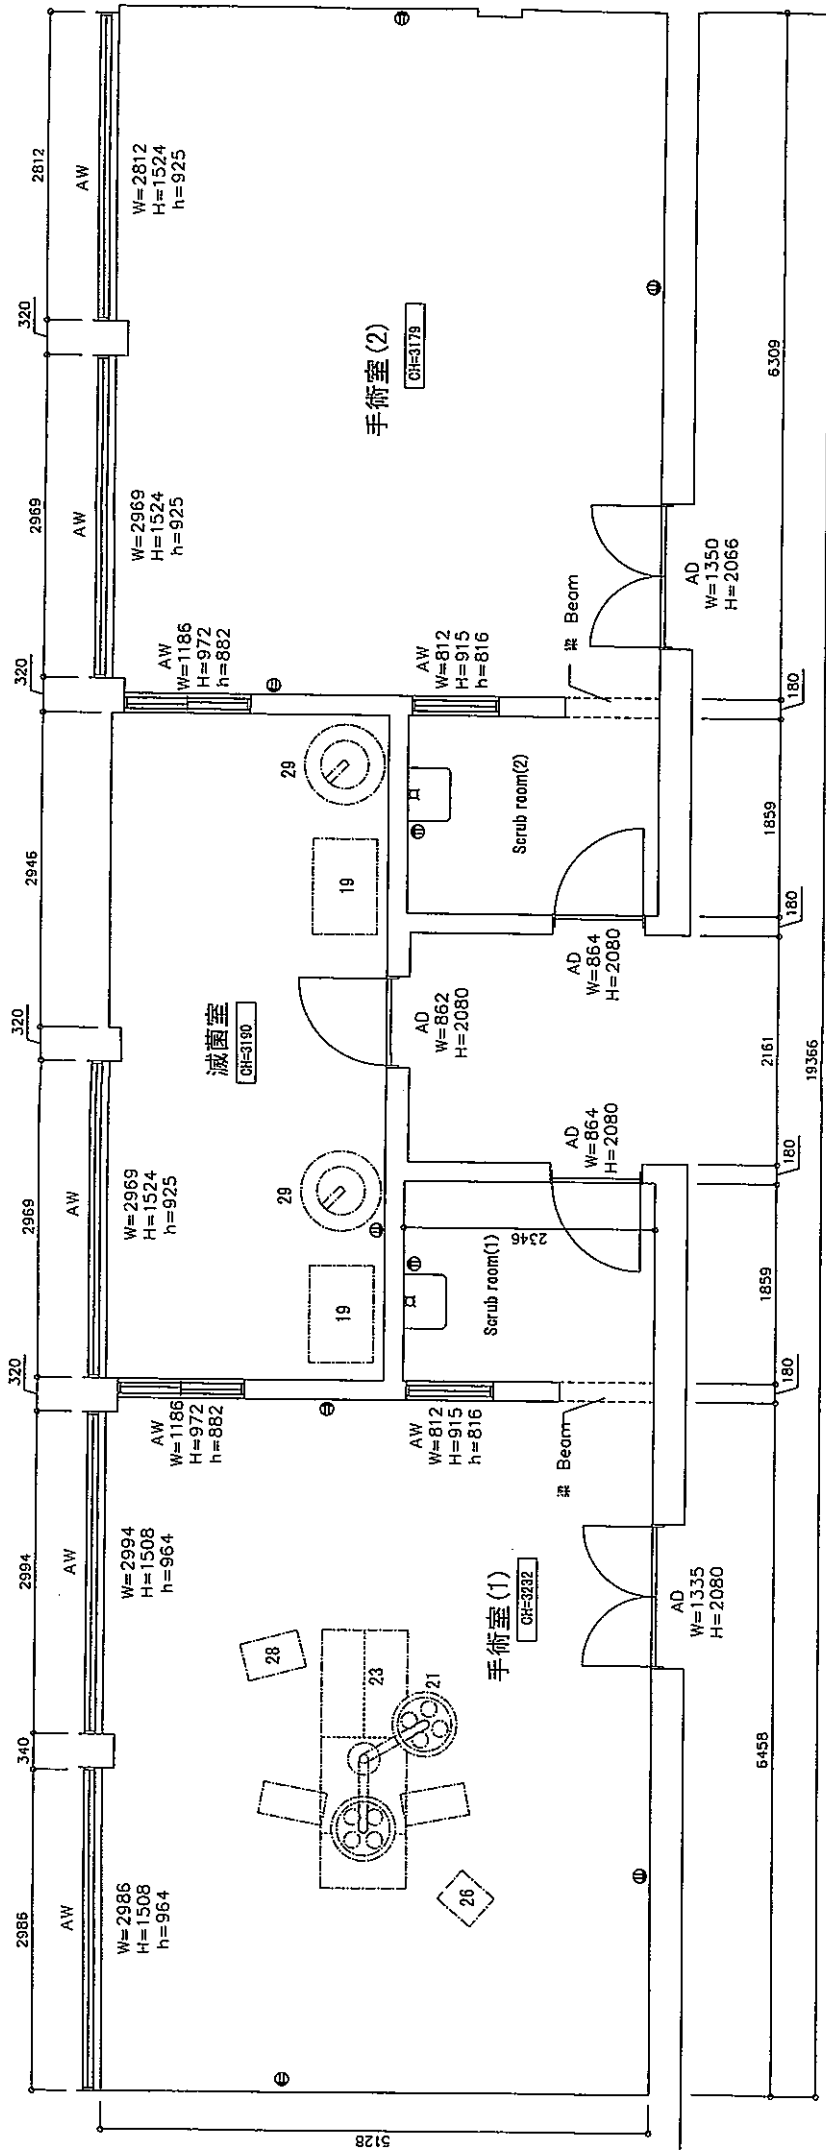 2986
340
2994
320
2969
320
2946
320
2969
320
2812
AW
AW
AW
AW
AW
W=2986
H=1508
h=964
W=2994
H=1508
h=964
W=2969
H=1524
h=925
W=2969
H=1524
h=925
W=2812
H=1524
h=925
AW
W=1186
H=972
h=882
AW
W=1186
H=972
h=882
28
23
21
26
手術室(1)
CH=3232
19
29
滅菌室
CH=3190
19
29
手術室(2)
CH=3179
AW
W=812
H=915
h=816
AW
W=812
H=915
h=816
梁 Beam
梁 Beam
Scrub room(1)
2346
Scrub room(2)
AD
W=862
H=2080
AD
W=864
H=2080
AD
W=864
H=2080
AD
W=1335
H=2080
AD
W=1350
H=2066
5128
6458
180
1859
180
2161
180
1859
180
6309
19366